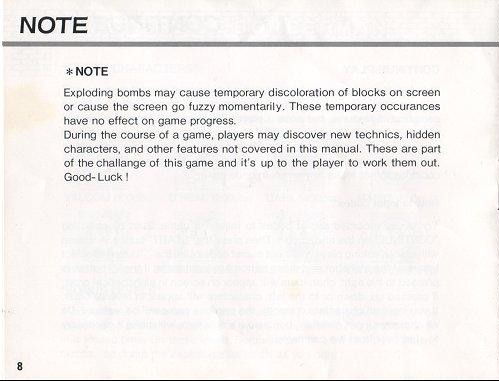 NOTE
*NOTE
Exploding bombs may cause temporary discoloration of blocks on screen
or cause the screen go fuzzy momentarily. These temporary occurances
have no effect on game progress.
During the course of a game, players may discover new technics, hidden
characters, and other features not covered in this manual. These are part
of the challange of this game and it's up to the player to work them out.
Good-Luck !
8